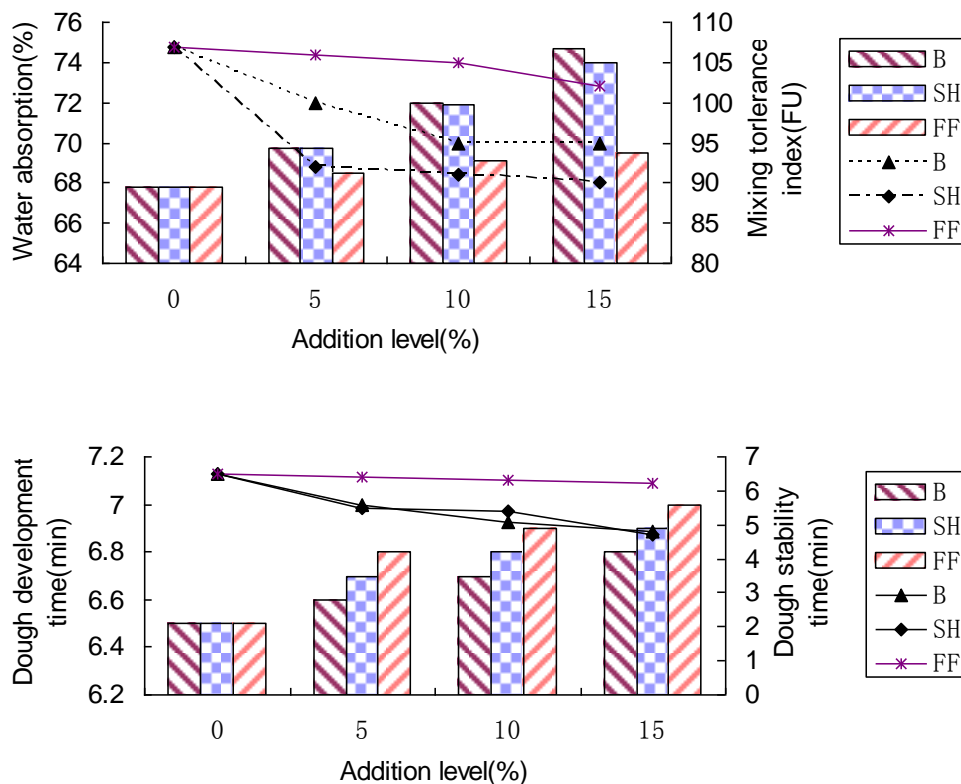 Water absorption(%)
76
74
72
70
68
66
64
0
5
10
15
Addition level(%)
110
105
100
95
90
85
80
Mixing torlerance
index(FU)
B
SH
FF
B
SH
FF
Dough development
time(min)
7.2
7
6.8
6.6
6.4
6.2
0
5
10
15
Addition level(%)
7
6
5
4
3
2
1
0
Dough stability
time(min)
B
SH
FF
B
SH
FF